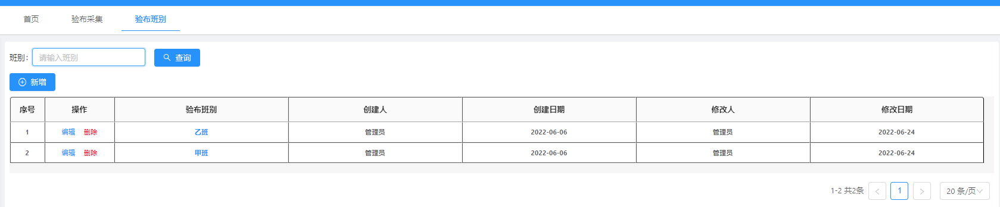 首页 验布采集 验布班别
班别: 请输入班别 查询
新增
序号 操作 验布班别 创建人 创建日期 修改人 修改日期
1 编辑 删除 乙班 管理员 2022-06-06 管理员 2022-06-24
2 编辑 删除 甲班 管理员 2022-06-06 管理员 2022-06-24
1-2 共2条 < 1 > 20 条/页